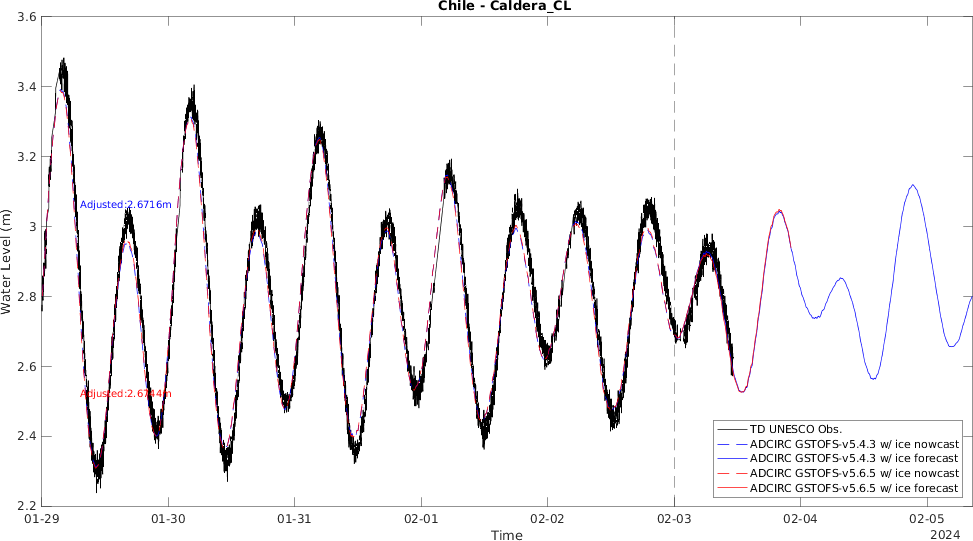 Chile - Caldera_CL
3.6
3.4
3.2
3
2.8
2.6
2.4
2.2
Water Level (m)
Adjusted:2.6716m
Adjusted:2.6744m
TD UNESCO Obs.
ADCIRC GSTOFS-v5.4.3 w/ ice nowcast
ADCIRC GSTOFS-v5.4.3 w/ ice forecast
ADCIRC GSTOFS-v5.6.5 w/ ice nowcast
ADCIRC GSTOFS-v5.6.5 w/ ice forecast
01-29 01-30 01-31 02-01 02-02 02-03 02-04 02-05
Time
2024